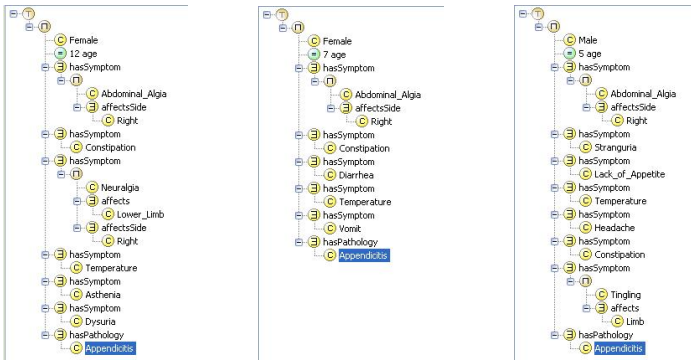 Female
12 age
hasSymptom
Abdominal_Algia
affectsSide
Right
hasSymptom
Constipation
hasSymptom
Neuralgia
affects
Lower_Limb
affectsSide
Right
hasSymptom
Temperature
hasSymptom
Asthenia
hasSymptom
Dysuria
hasPathology
Appendicitis
Female
7 age
hasSymptom
Abdominal_Algia
affectsSide
Right
hasSymptom
Constipation
hasSymptom
Diarrhea
hasSymptom
Temperature
hasSymptom
Vomit
hasPathology
Appendicitis
Male
5 age
hasSymptom
Abdominal_Algia
affectsSide
Right
hasSymptom
Stranguria
hasSymptom
Lack_of_Appetite
hasSymptom
Temperature
hasSymptom
Headache
hasSymptom
Constipation
hasSymptom
Tingling
affects
Limb
hasPathology
Appendicitis